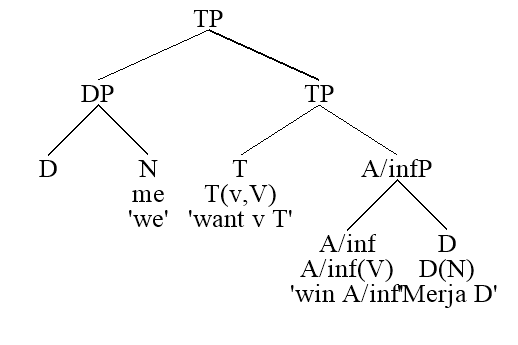 TP
DP TP
D N T A/infP
me T(v,V)
'we' 'want v T'
A/inf D
A/inf(V) D(N)
'win A/inf' 'Merja D'